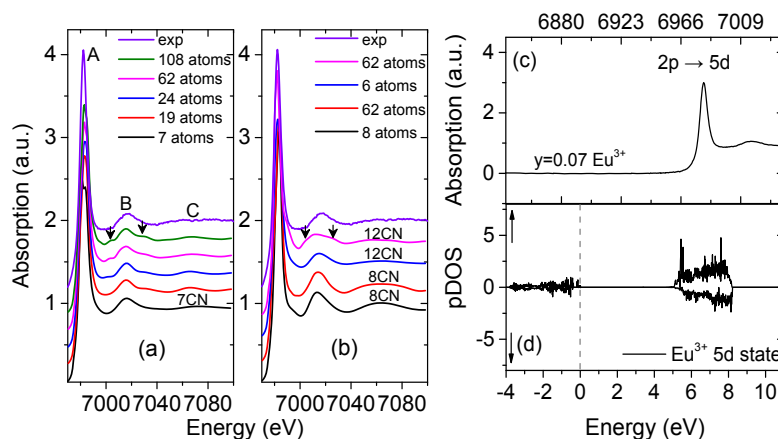 6880 6923 6966 7009
Absorption (a.u.)
4
3
2
1
A
exp
108 atoms
62 atoms
24 atoms
19 atoms
7 atoms
B
C
7CN
(a)
7000 7040 7080
exp
62 atoms
6 atoms
62 atoms
8 atoms
12CN
12CN
8CN
8CN
(b)
7000 7040 7080
Energy (eV)
Absorption (a.u.)
4
2
0
(c)
2p → 5d
y=0.07 Eu³⁺
pDOS
5
0
-5
(d)
Eu³⁺ 5d state
-4 -2 0 2 4 6 8 10
Energy (eV)